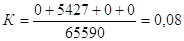 К = (0 + 5427 + 0 + 0) / 65590 = 0,08